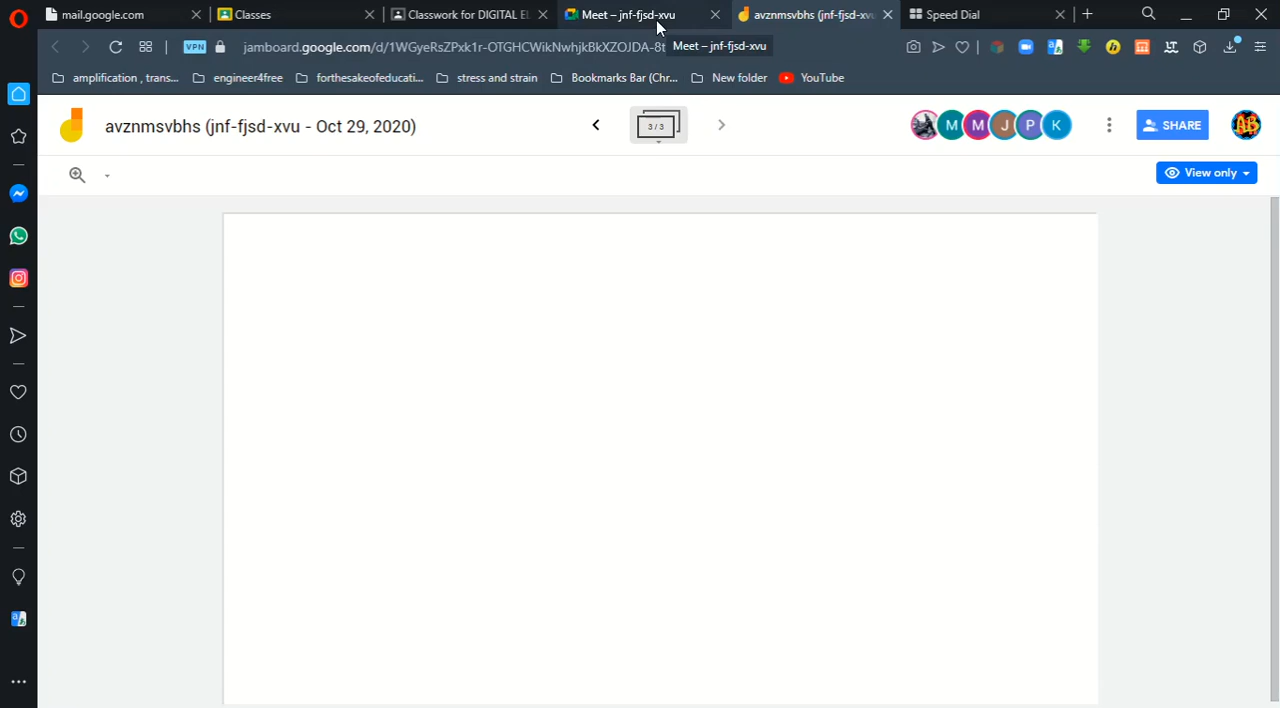 mail.google.com
Classes
Classwork for DIGITAL EL
Meet – jnf-fjsd-xvu
avznmsvbhs (jnf-fjsd-xvu
Speed Dial
VPN
jamboard.google.com/d/1WGyeRsZPxk1r-OTGHCWikNwhjkBkXZOJDA-8t
Meet – jnf-fjsd-xvu
amplification , trans...
engineer4free
forthesakeofeducati...
stress and strain
Bookmarks Bar (Chr...
New folder
YouTube
avznmsvbhs (jnf-fjsd-xvu - Oct 29, 2020)
3 / 3
M
M
J
P
K
SHARE
AB
View only